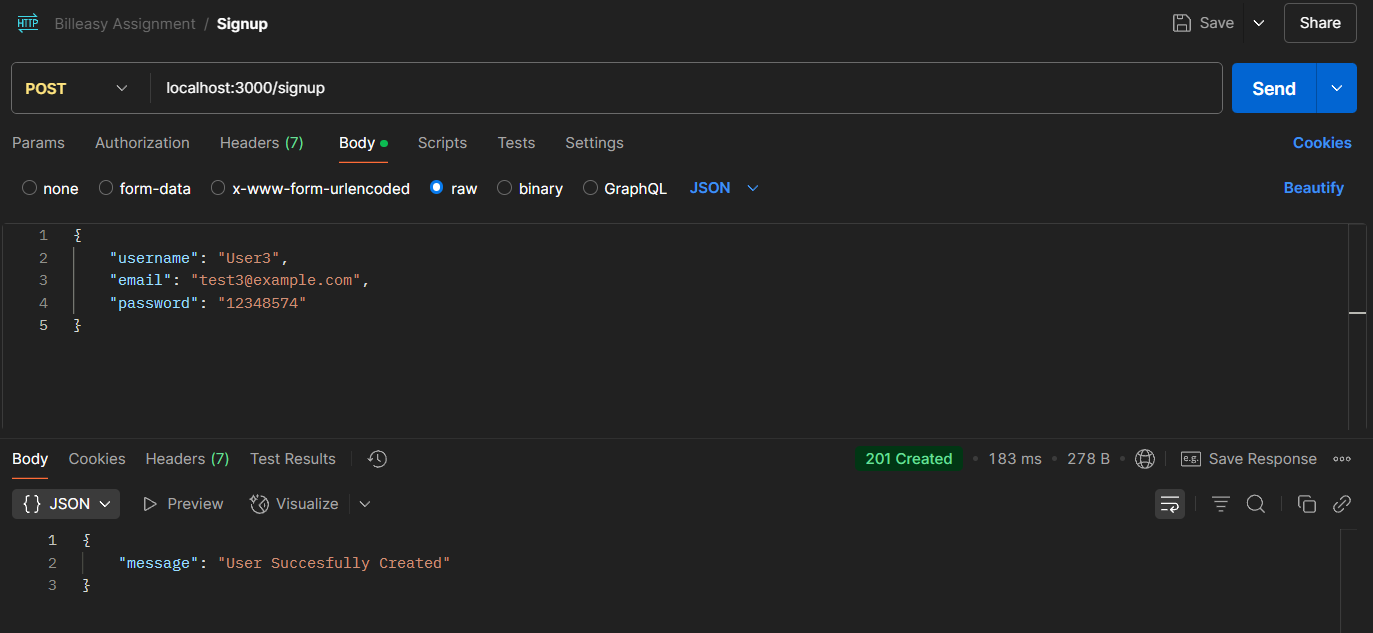 HTTP Billeasy Assignment / Signup Save Share
POST localhost:3000/signup Send
Params Authorization Headers (7) Body Scripts Tests Settings Cookies
none form-data x-www-form-urlencoded raw binary GraphQL JSON Beautify
1 {
2 "username": "User3",
3 "email": "test3@example.com",
4 "password": "12348574"
5 }
Body Cookies Headers (7) Test Results 201 Created • 183 ms • 278 B • e.g. Save Response
{} JSON Preview Visualize
1 {
2 "message": "User Succesfully Created"
3 }